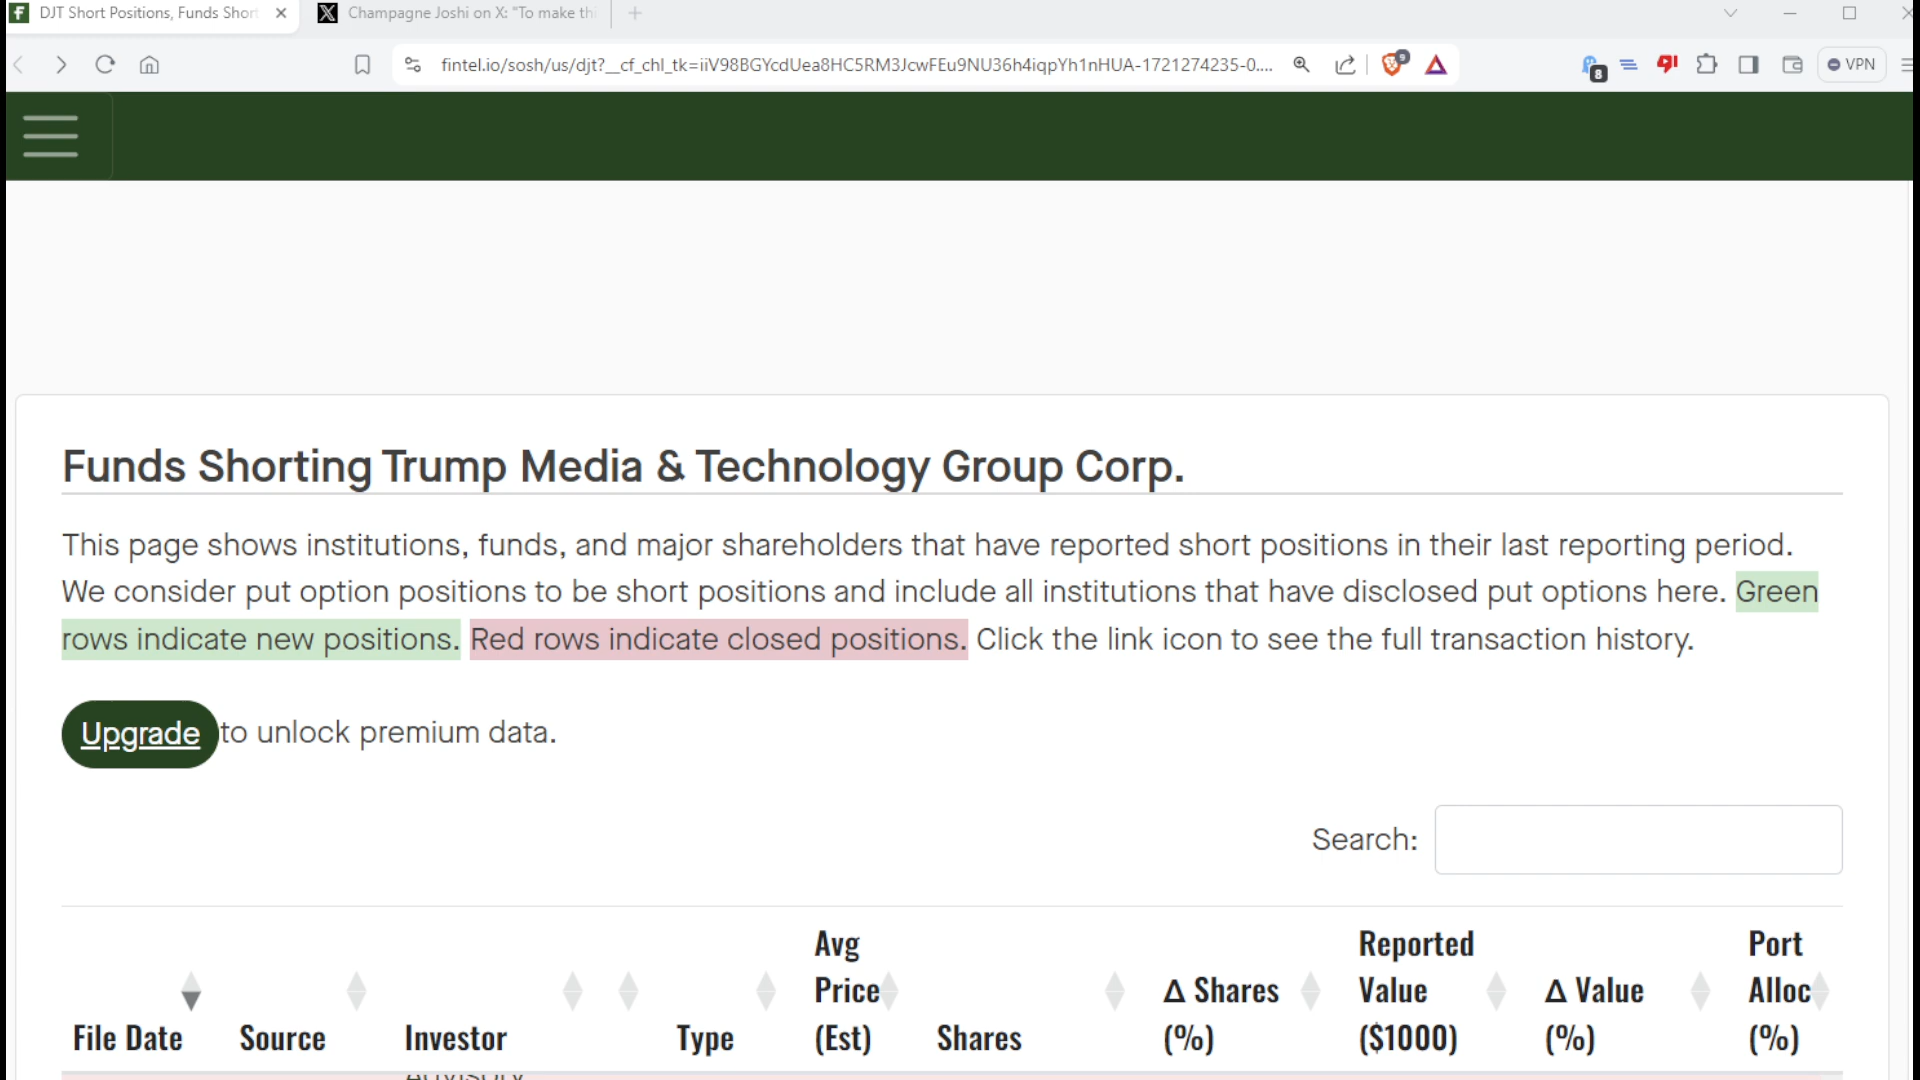 DJT Short Positions, Funds Short
Champagne Joshi on X: "To make thi
fintel.io/sosh/us/djt?__cf_chl_tk=iiV98BGYcdUea8HC5RM3JcwFEu9NU36h4iqpYh1nHUA-1721274235-0....
9
8
VPN
Funds Shorting Trump Media & Technology Group Corp.
This page shows institutions, funds, and major shareholders that have reported short positions in their last reporting period.
We consider put option positions to be short positions and include all institutions that have disclosed put options here. Green
rows indicate new positions. Red rows indicate closed positions. Click the link icon to see the full transaction history.
Upgrade to unlock premium data.
Search:
File Date
Source
Investor
Type
Avg
Price
(Est)
Shares
Δ Shares
(%)
Reported
Value
($1000)
Δ Value
(%)
Port
Alloc
(%)